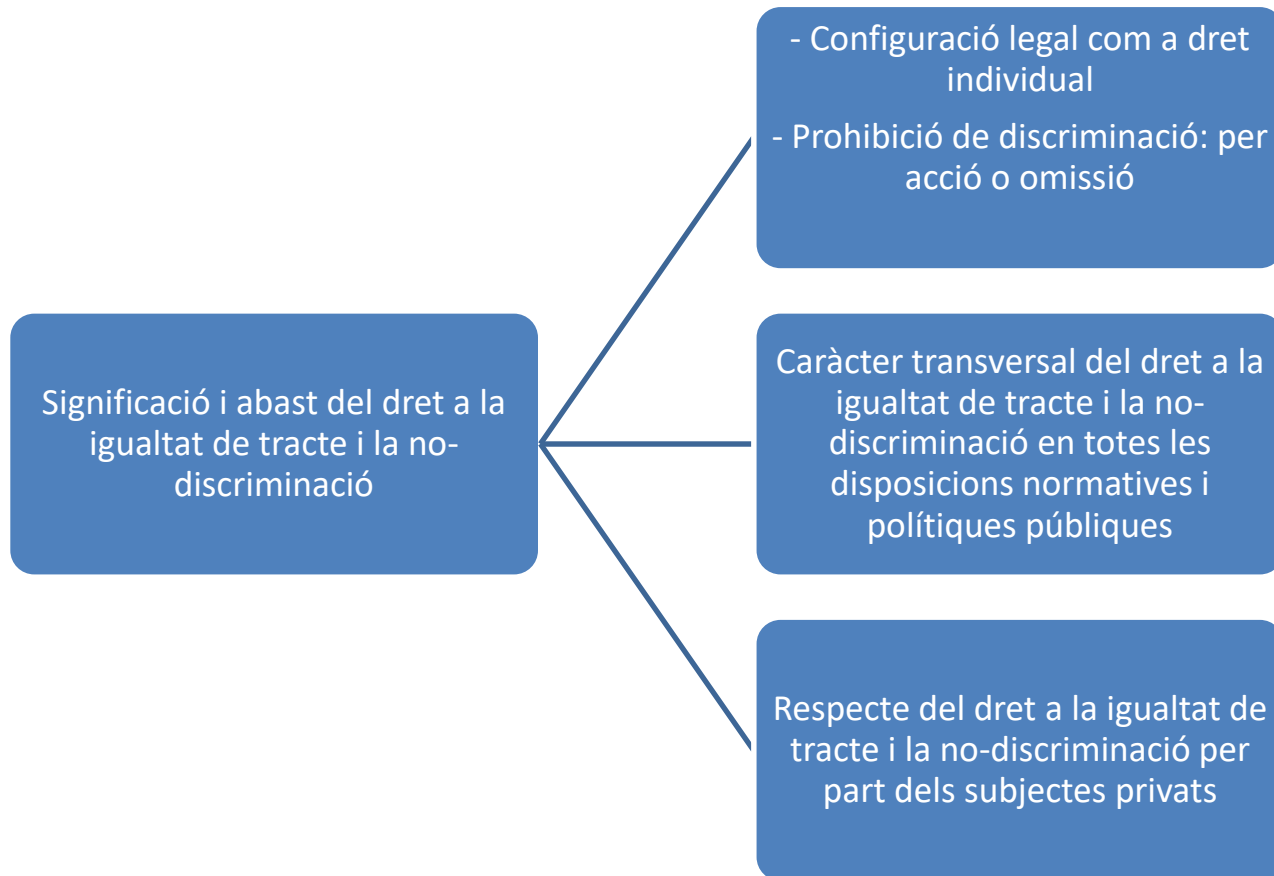 - Configuració legal com a dret
individual
- Prohibició de discriminació: per
acció o omissió
Significació i abast del dret a la
igualtat de tracte i la no-
discriminació
Caràcter transversal del dret a la
igualtat de tracte i la no-
discriminació en totes les
disposicions normatives i
polítiques públiques
Respecte del dret a la igualtat de
tracte i la no-discriminació per
part dels subjectes privats